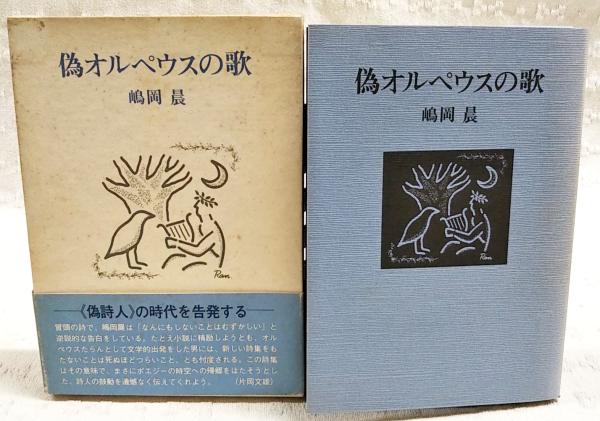 偽オルペウスの歌
嶋岡 晨
Ran.
《偽詩人》の時代を告発する
冒頭の詩で、嶋岡晨は「なんにもしないことはむずかしい」と
逆説的な告白をしている。たとえ小説に精励しようとも、オル
ペウスたらんとして文学的出発をした男には、新しい詩集をも
たないことは死ぬほどつらいこと、とも忖度される。この詩集
はその意味で、まさにポエジーの時空への帰郷をはたそうとし
た、詩人の鼓動を遺憾なく伝えてくれよう。 (片岡文雄)
偽オルペウスの歌
嶋岡 晨
Ran.